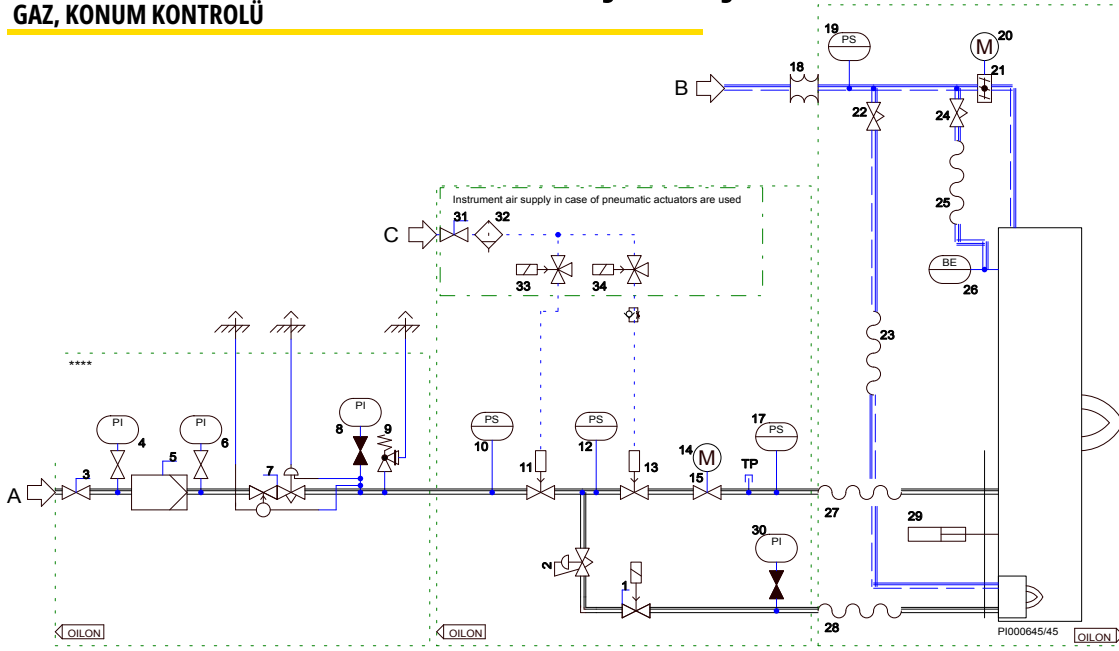 GAZ, KONUM KONTROLÜ
19
PS
20
M
18
21
B
22
24
Instrument air supply in case of pneumatic actuators are used
31
32
25
C
33
34
BE
26
23
****
PI
4
5
PI
6
7
PI
8
9
PS
10
11
PS
12
13
14
M
15
TP
17
PS
A
27
29
2
1
30
PI
28
OILON
OILON
PI000645/45
OILON